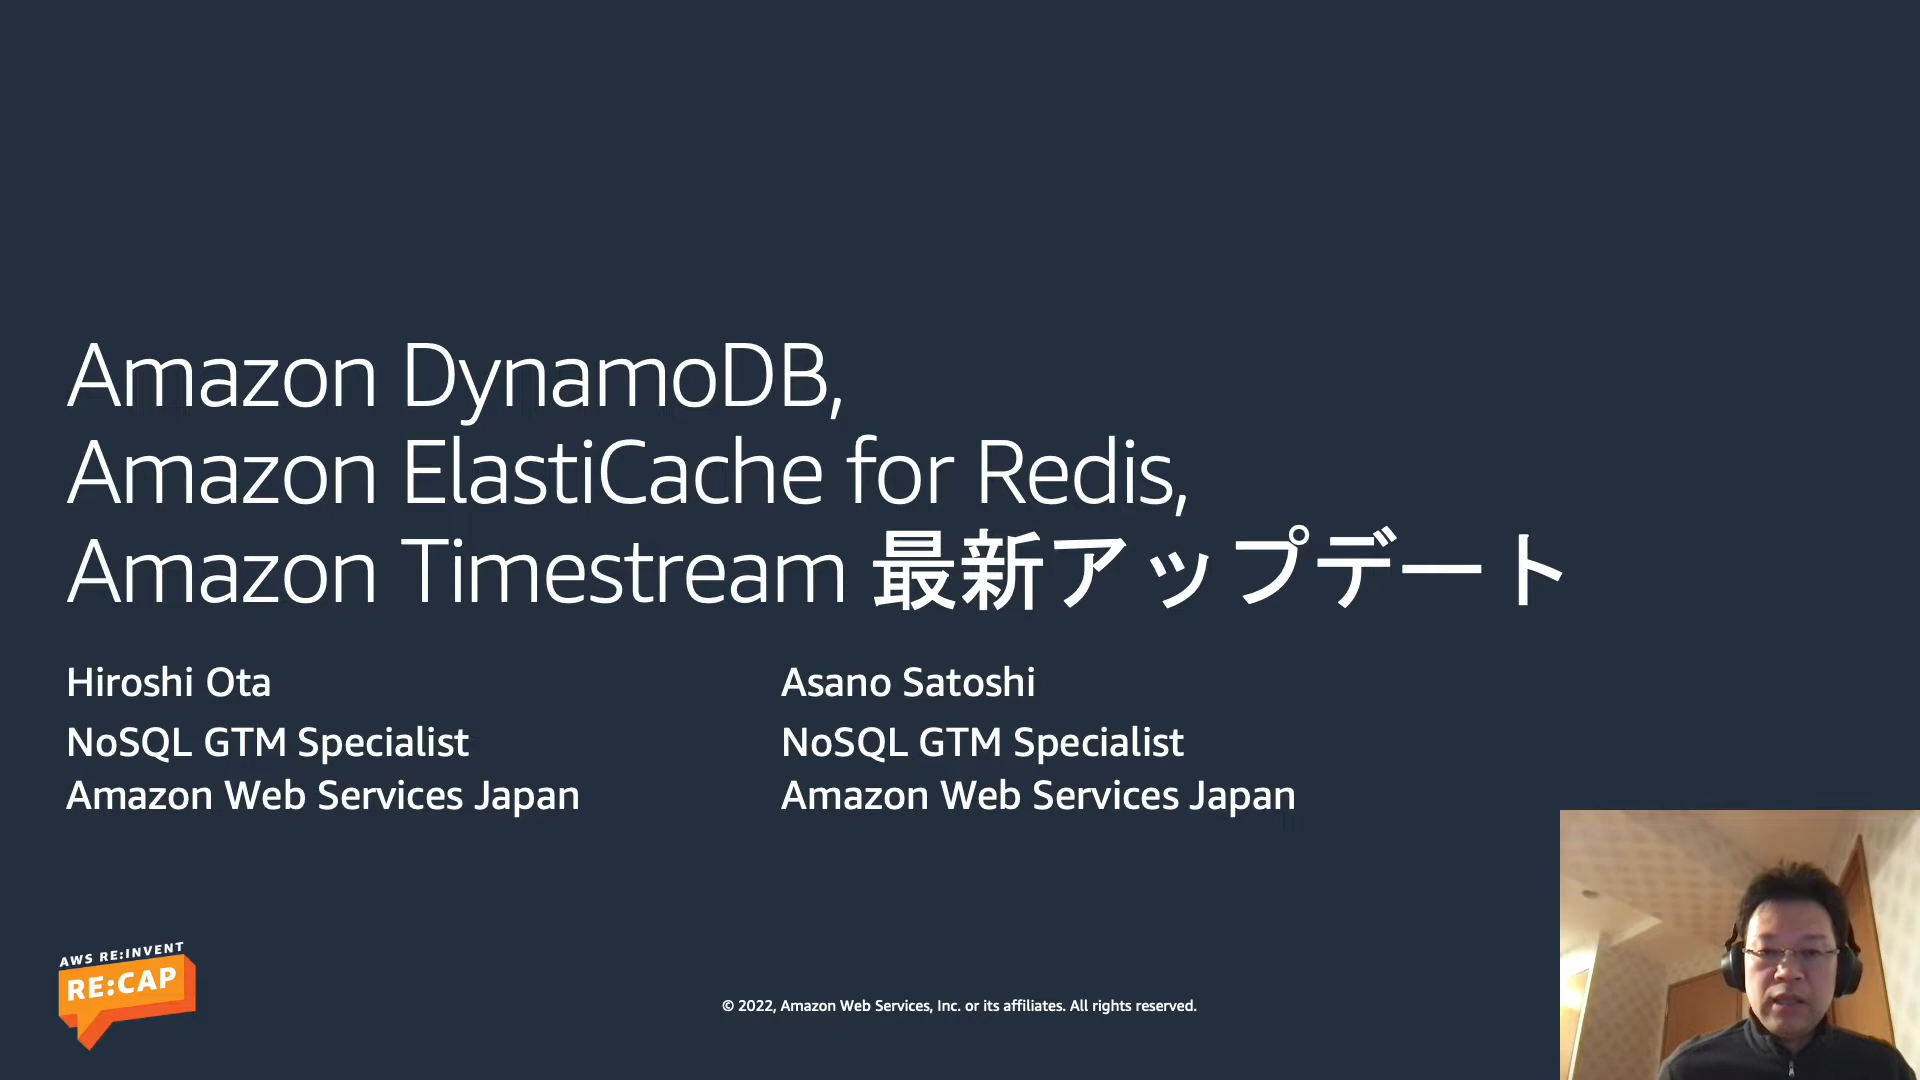 Amazon DynamoDB,
Amazon ElastiCache for Redis,
Amazon Timestream 最新アップデート
Hiroshi Ota
NoSQL GTM Specialist
Amazon Web Services Japan
Asano Satoshi
NoSQL GTM Specialist
Amazon Web Services Japan
AWS RE:INVENT
RE:CAP
© 2022, Amazon Web Services, Inc. or its affiliates. All rights reserved.